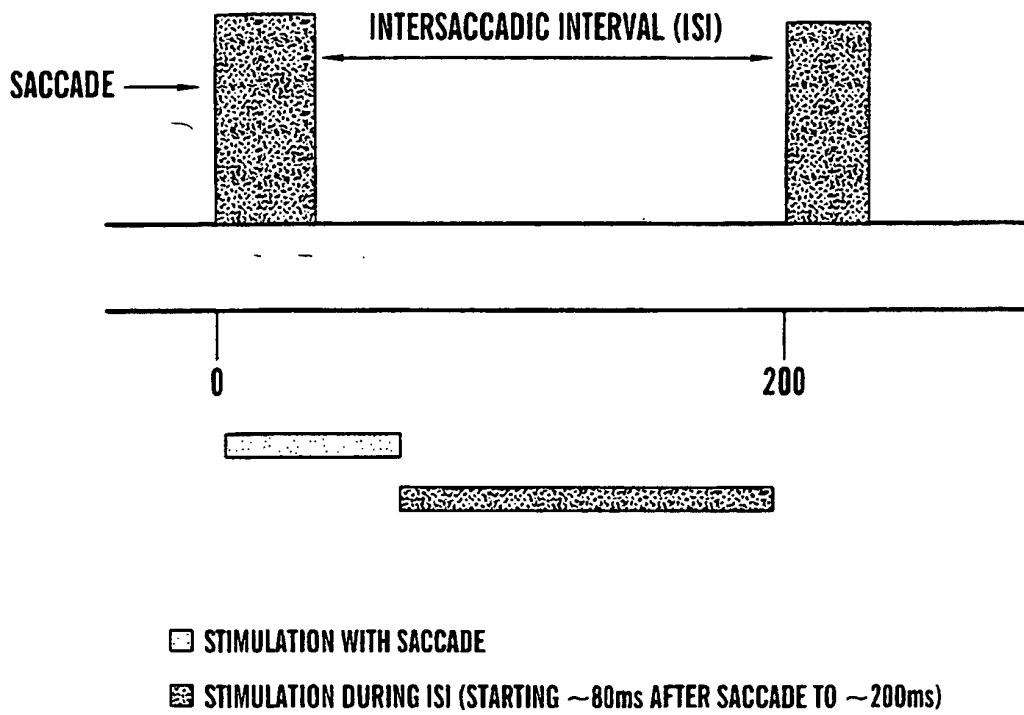 INTERSACCADIC INTERVAL (ISI)
SACCADE
0 200
STIMULATION WITH SACCADE
STIMULATION DURING ISI (STARTING ~80ms AFTER SACCADE TO ~200ms)